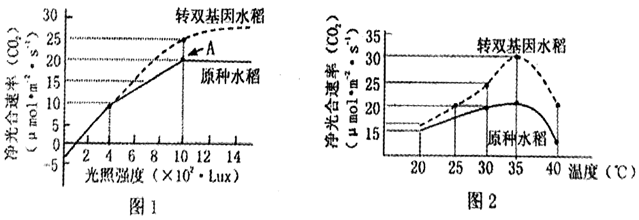 净光合速率（CO₂）
（μmol•m⁻²•s⁻¹）
30
25
20
15
10
5
0
-5
转双基因水稻
A
原种水稻
2 4 6 8 10 12 14
光照强度（×10²·Lux）
图1
净光合速率（CO₂）
（μmol•m⁻²•s⁻¹）
30
25
20
15
转双基因水稻
原种水稻
20 25 30 35 40 温度（℃）
图2